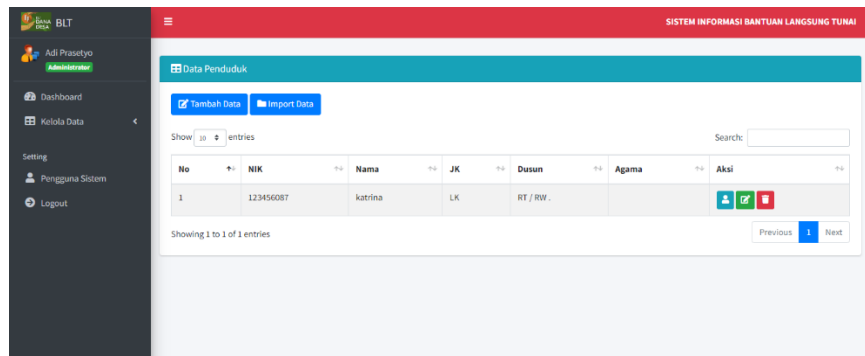 DANA DESA BLT
SISTEM INFORMASI BANTUAN LANGSUNG TUNAI
Adi Prasetyo
Administrator
Dashboard
Kelola Data
Setting
Pengguna Sistem
Logout
Data Penduduk
Tambah Data Import Data
Show 10 entries Search:
No NIK Nama JK Dusun Agama Aksi
1 123456087 katrina LK RT / RW .
Showing 1 to 1 of 1 entries Previous 1 Next